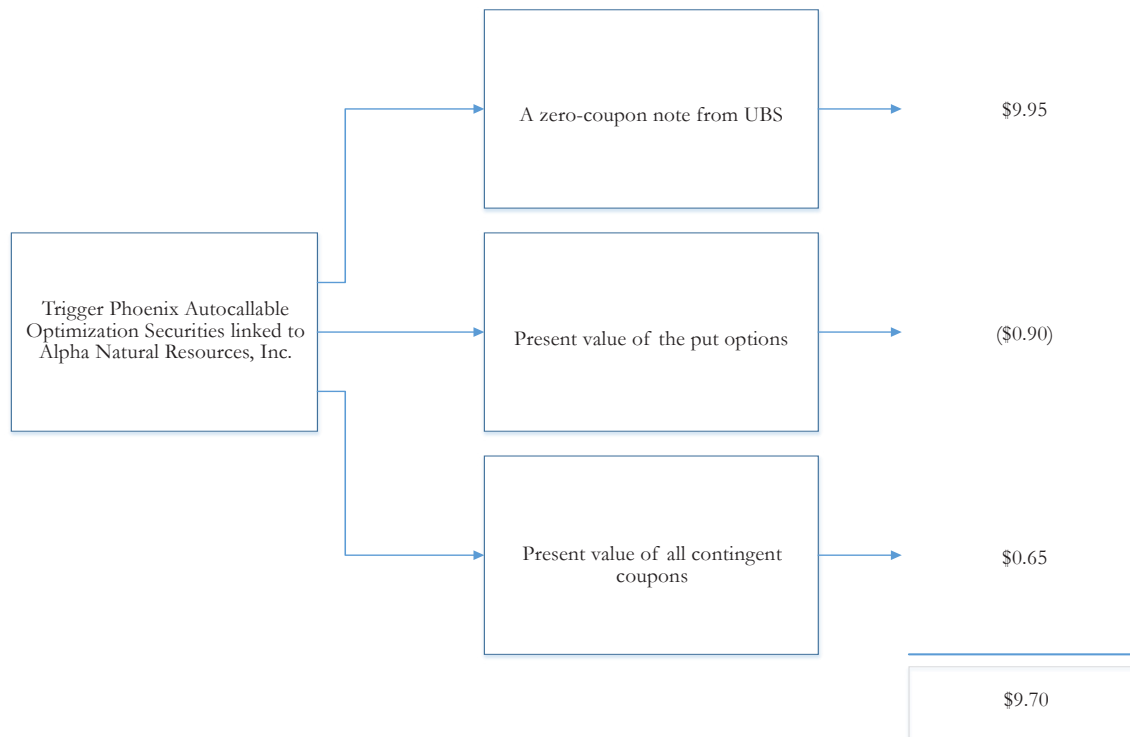 A zero-coupon note from UBS
$9.95
Trigger Phoenix Autocallable
Optimization Securities linked to
Alpha Natural Resources, Inc.
Present value of the put options
($0.90)
Present value of all contingent
coupons
$0.65
$9.70